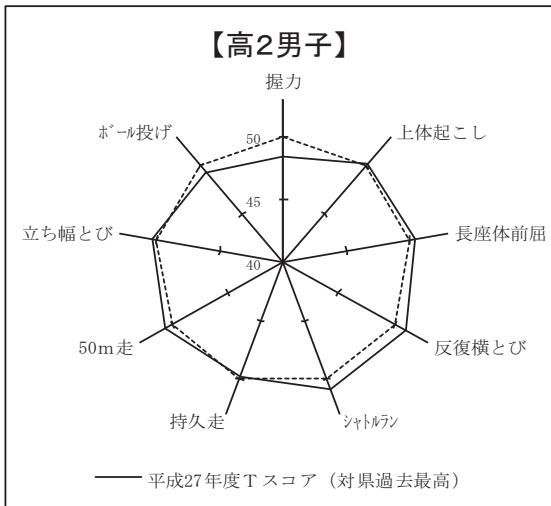 【高2男子】
握力
上体起こし
長座体前屈
反復横とび
ｼｬﾄﾙﾗﾝ
持久走
50m走
立ち幅とび
ﾎﾞｰﾙ投げ
50
45
40
平成27年度Ｔスコア（対県過去最高）